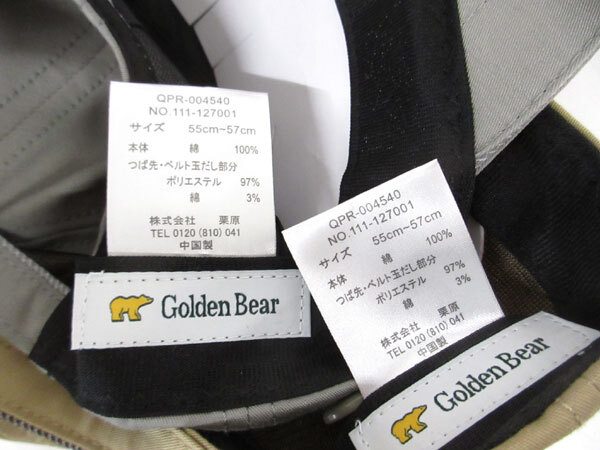 QPR-004540
NO.111-127001
サイズ 55cm~57cm
本体 綿 100%
つば先・ベルト玉だし部分
ポリエステル 97%
綿 3%
株式会社 栗原
TEL 0120 (810) 041
中国製
Golden Bear
QPR-004540
NO.111-127001
サイズ 55cm~57cm
本体 綿 100%
つば先・ベルト玉だし部分
ポリエステル 97%
綿 3%
株式会社 栗原
TEL 0120 (810) 041
中国製
Golden Bear